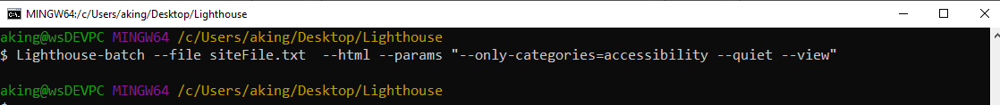 MINGW64:/c/Users/aking/Desktop/Lighthouse
aking@wsDEVPC MINGW64 /c/Users/aking/Desktop/Lighthouse
$ Lighthouse-batch --file siteFile.txt  --html --params "--only-categories=accessibility --quiet --view"
aking@wsDEVPC MINGW64 /c/Users/aking/Desktop/Lighthouse
$